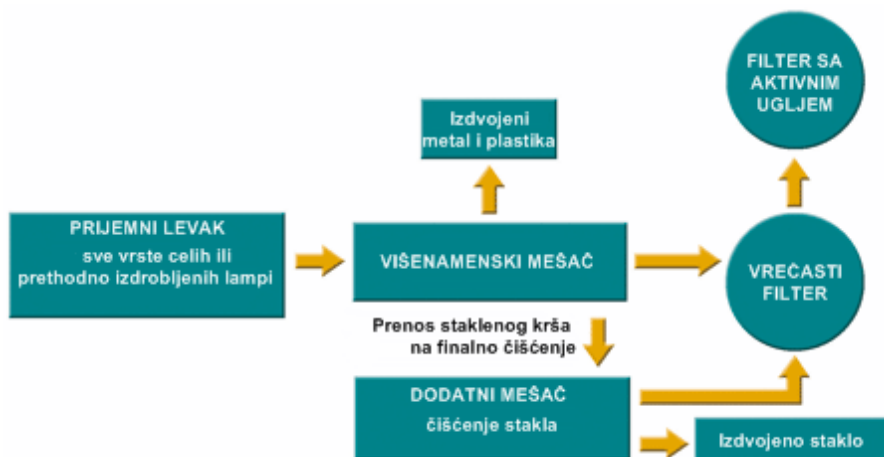 PRIJEMNI LEVAK
sve vrste celih ili
prethodno izdrobljenih lampi
Izdvojeni
metal i plastika
VIŠENAMENSKI MEŠAČ
FILTER SA
AKTIVNIM
UGLJEM
VREČASTI
FILTER
Prenos staklenog krša
na finalno čišćenje
DODATNI MEŠAČ
čišćenje stakla
Izdvojeno staklo